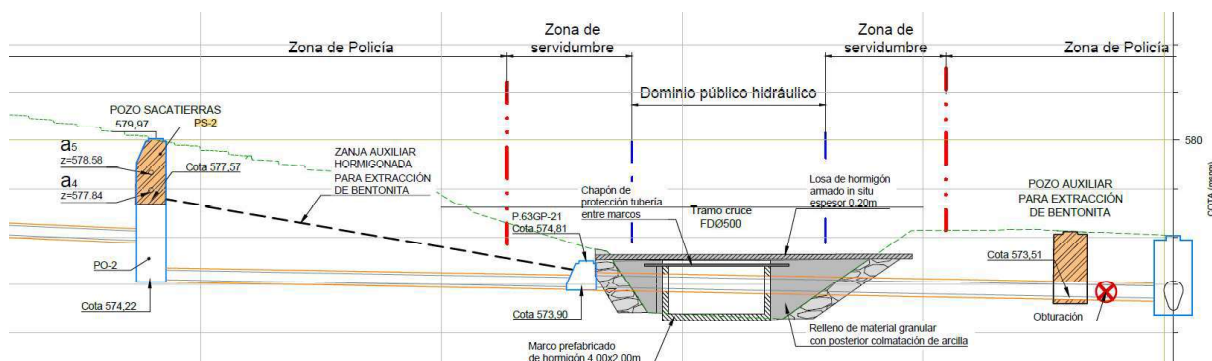 Zona de Policía
Zona de
servidumbre
Zona de
servidumbre
Zona de Policía
Dominio público hidráulico
POZO SACATIERRAS
579,97
PS-2
a5
z=578.58
a4
z=577.84
Cota 577,57
ZANJA AUXILIAR
HORMIGONADA
PARA EXTRACCIÓN
DE BENTONITA
P.63GP-21
Cota 574,81
Chapón de
protección tubería
entre marcos
Tramo cruce
FDØ500
Losa de hormigón
armado in situ
espesor 0.20m
POZO AUXILIAR
PARA EXTRACCIÓN
DE BENTONITA
580
COTA (msnm)
PO-2
Cota 574,22
Cota 573,90
Cota 573,51
Obturación
Marco prefabricado
de hormigón 4.00x2.00m
Relleno de material granular
con posterior colmatación de arcilla